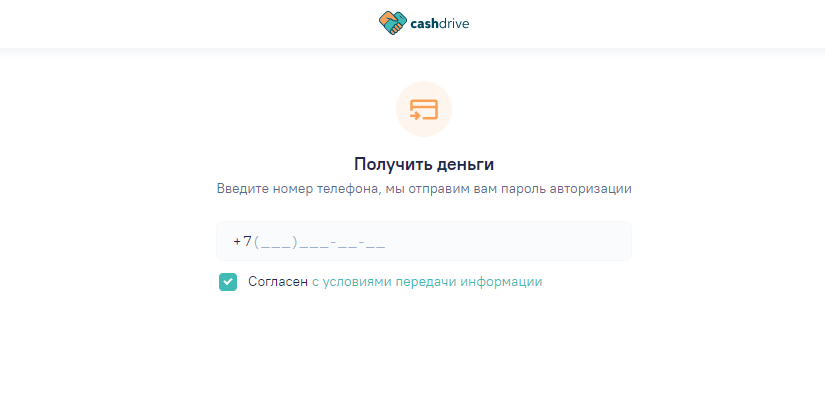 cashdrive
Получить деньги
Введите номер телефона, мы отправим вам пароль авторизации
+7(___)___-__-__
Согласен с условиями передачи информации